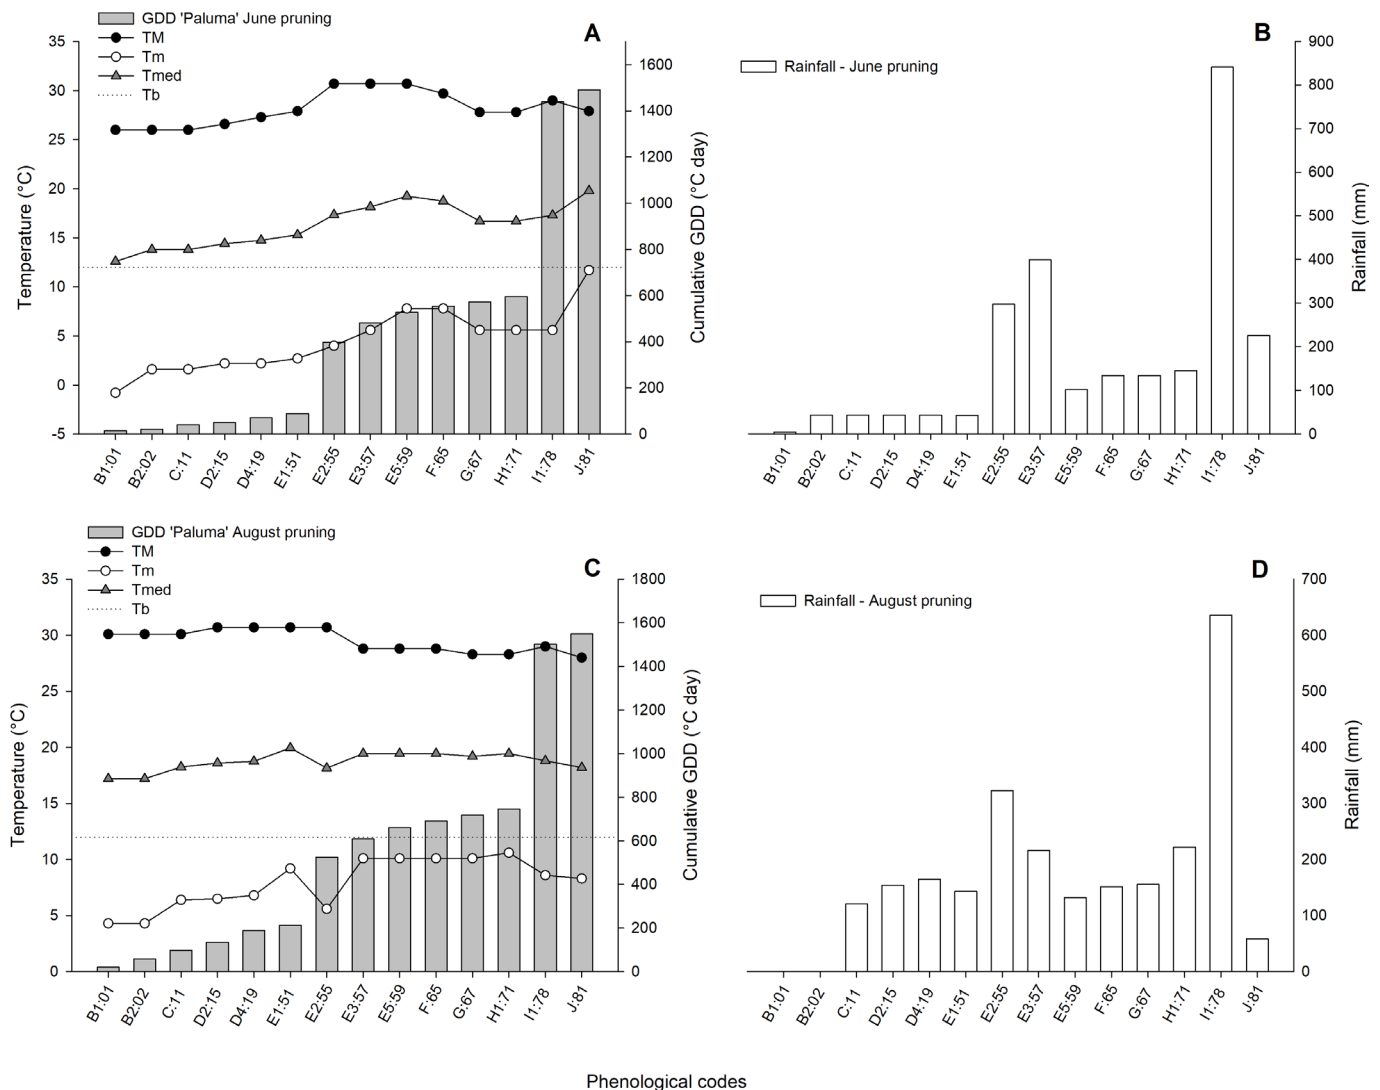 GDD 'Paluma' June pruning
TM
Tm
Tmed
Tb
A
35
30
25
20
15
10
5
0
-5
Temperature (°C)
1600
1400
1200
1000
800
600
400
200
0
Cumulative GDD (°C day)
B1:01
B2:02
C:11
D2:15
D4:19
E1:51
E2:55
E3:57
E5:59
F:65
G:67
H1:71
I1:78
J:81
B
Rainfall - June pruning
900
800
700
600
500
400
300
200
100
0
Rainfall (mm)
B1:01
B2:02
C:11
D2:15
D4:19
E1:51
E2:55
E3:57
E5:59
F:65
G:67
H1:71
I1:78
J:81
GDD 'Paluma' August pruning
TM
Tm
Tmed
Tb
C
35
30
25
20
15
10
5
0
Temperature (°C)
1800
1600
1400
1200
1000
800
600
400
200
0
Cumulative GDD (°C day)
B1:01
B2:02
C:11
D2:15
D4:19
E1:51
E2:55
E3:57
E5:59
F:65
G:67
H1:71
I1:78
J:81
D
Rainfall - August pruning
700
600
500
400
300
200
100
0
Rainfall (mm)
B1:01
B2:02
C:11
D2:15
D4:19
E1:51
E2:55
E3:57
E5:59
F:65
G:67
H1:71
I1:78
J:81
Phenological codes